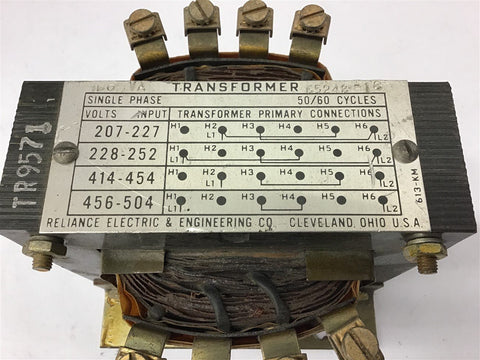 TRANSFORMER
SINGLE PHASE 50/60 CYCLES
VOLTS INPUT TRANSFORMER PRIMARY CONNECTIONS
207-227 H1 H2 H3 H4 H5 H6
L1 L2
228-252 H1 H2 H3 H4 H5 H6
L1 L2
414-454 H1 H2 H3 H4 H5 H6
L1 L2
456-504 H1 H2 H3 H4 H5 H6
L1 L2
RELIANCE ELECTRIC & ENGINEERING CO. CLEVELAND, OHIO U.S.A.
613-KM
TR9571